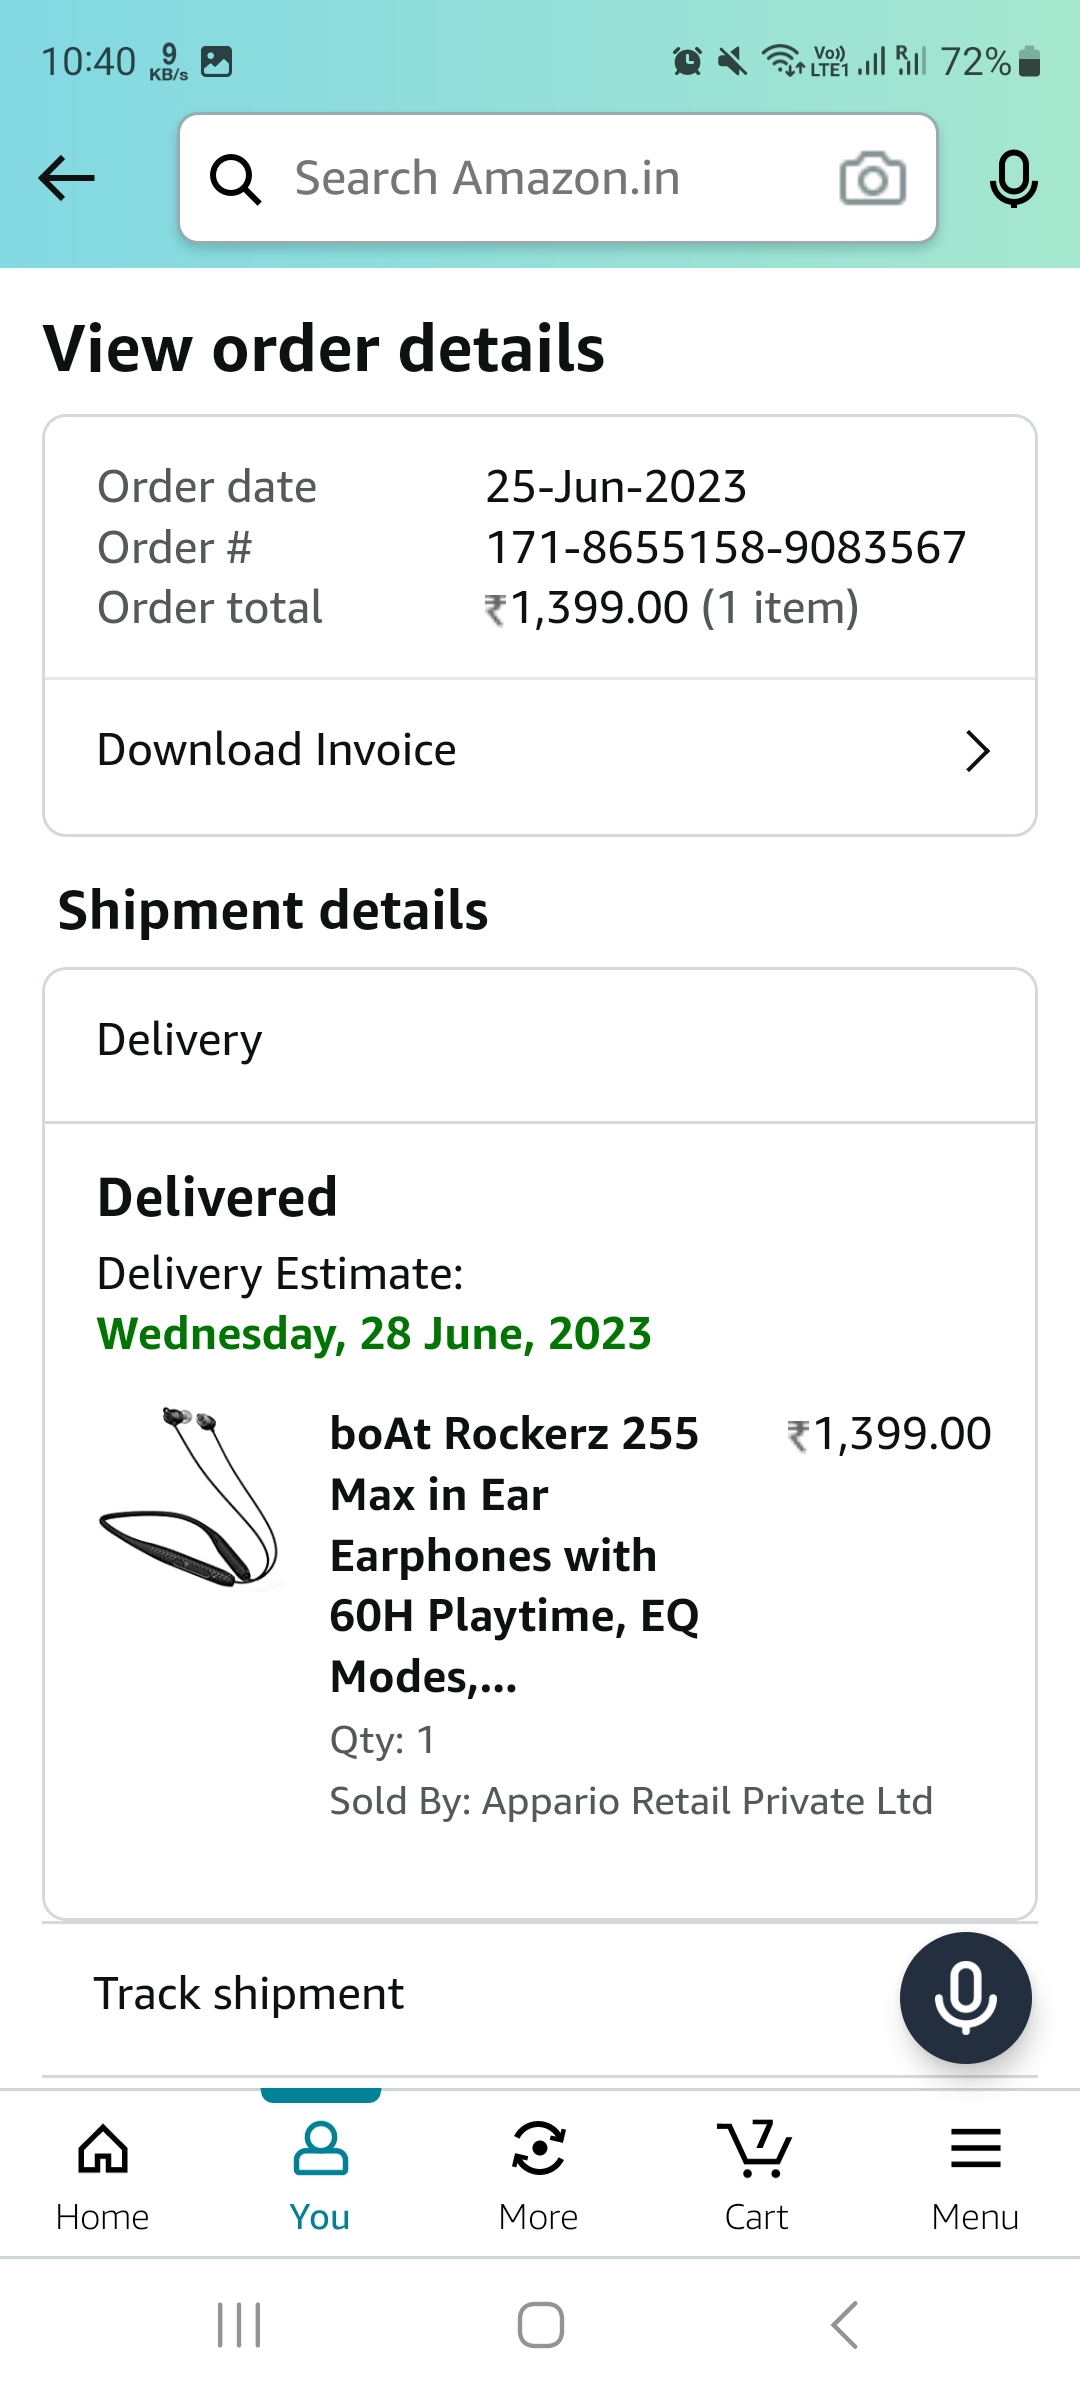 10:40 9 KB/s Vo)) LTE1 R 72%
Search Amazon.in
View order details
Order date 25-Jun-2023
Order # 171-8655158-9083567
Order total ₹1,399.00 (1 item)
Download Invoice
Shipment details
Delivery
Delivered
Delivery Estimate:
Wednesday, 28 June, 2023
boAt Rockerz 255 ₹1,399.00
Max in Ear
Earphones with
60H Playtime, EQ
Modes,...
Qty: 1
Sold By: Appario Retail Private Ltd
Track shipment
7
Home You More Cart Menu